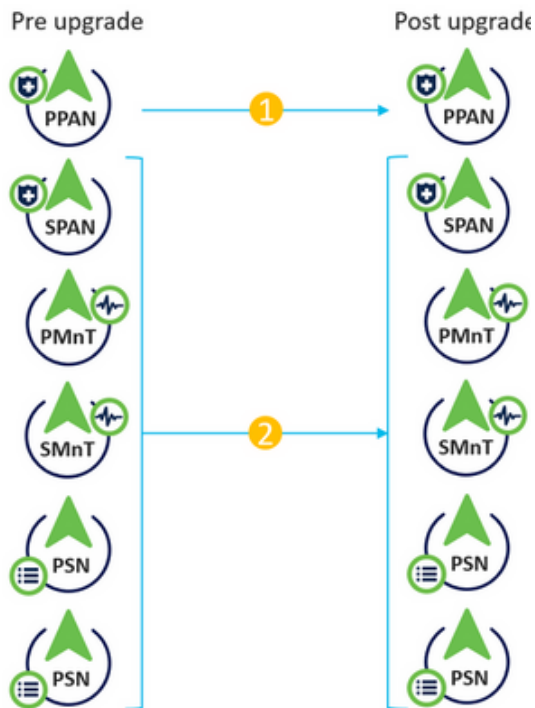 Pre upgrade
Post upgrade
PPAN
1
PPAN
SPAN
SPAN
PMnT
PMnT
SMnT
2
SMnT
PSN
PSN
PSN
PSN